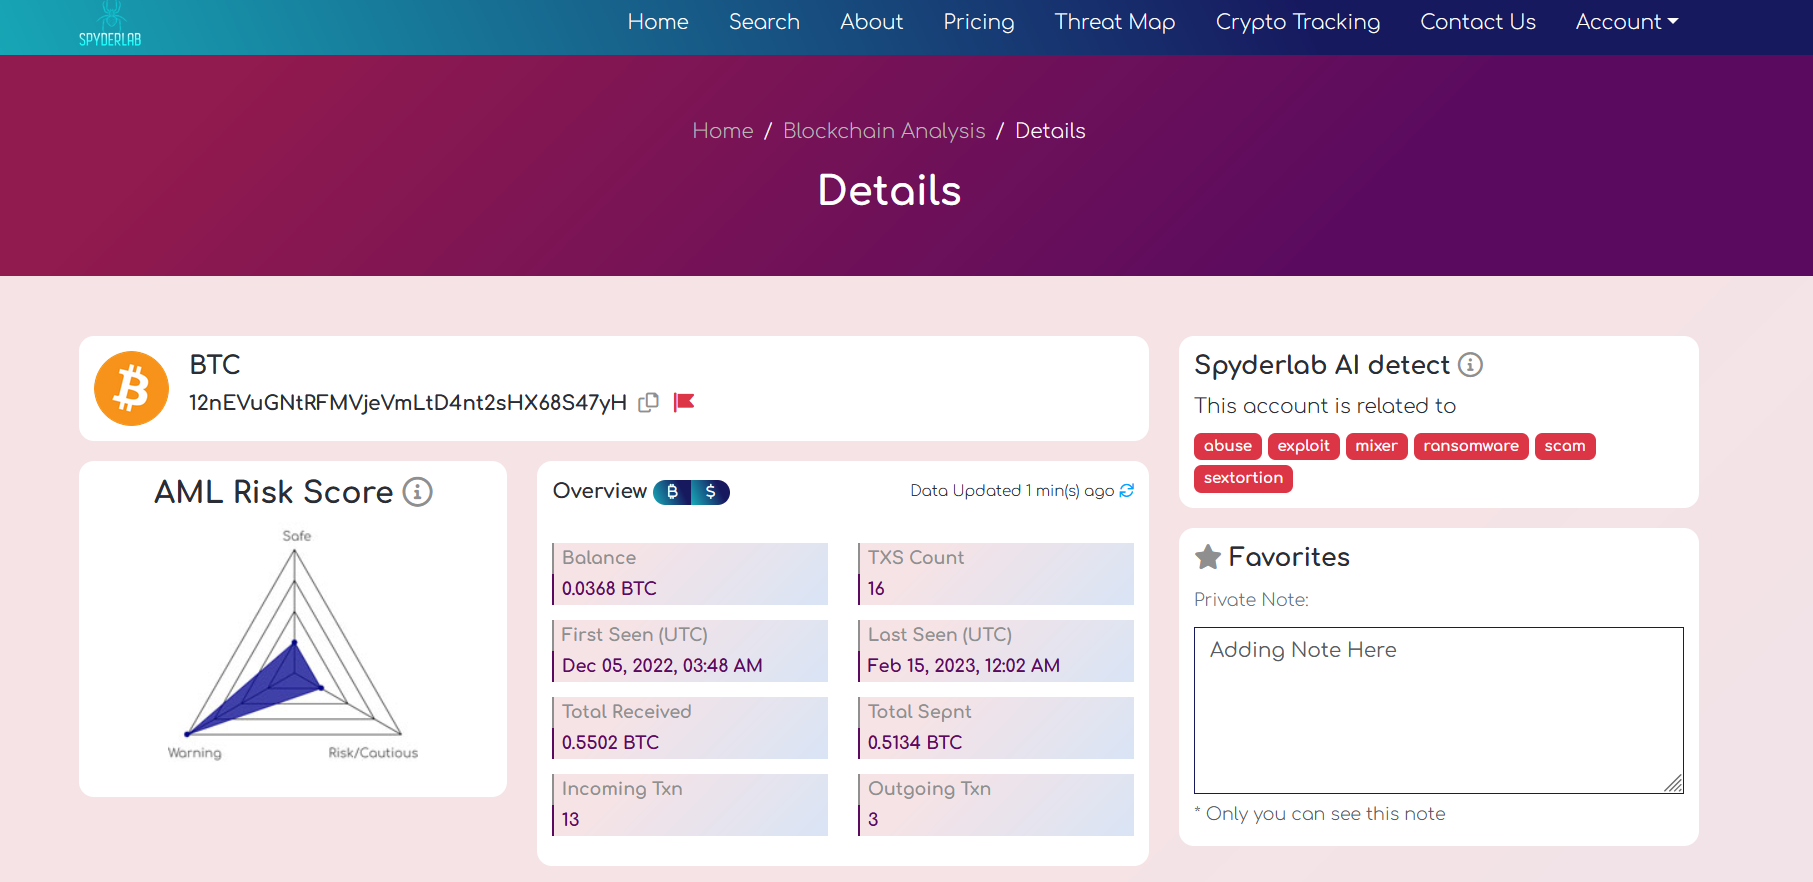 SPYDERLAB
Home Search About Pricing Threat Map Crypto Tracking Contact Us Account
Home / Blockchain Analysis / Details
Details
BTC
12nEVuGNtRFMVjeVmLtD4nt2sHX68S47yH
AML Risk Score
Safe
Warning
Risk/Cautious
Overview ₿ $
Data Updated 1 min(s) ago
Balance
0.0368 BTC
TXS Count
16
First Seen (UTC)
Dec 05, 2022, 03:48 AM
Last Seen (UTC)
Feb 15, 2023, 12:02 AM
Total Received
0.5502 BTC
Total Sepnt
0.5134 BTC
Incoming Txn
13
Outgoing Txn
3
Spyderlab AI detect
This account is related to
abuse exploit mixer ransomware scam
sextortion
Favorites
Private Note:
Adding Note Here
* Only you can see this note